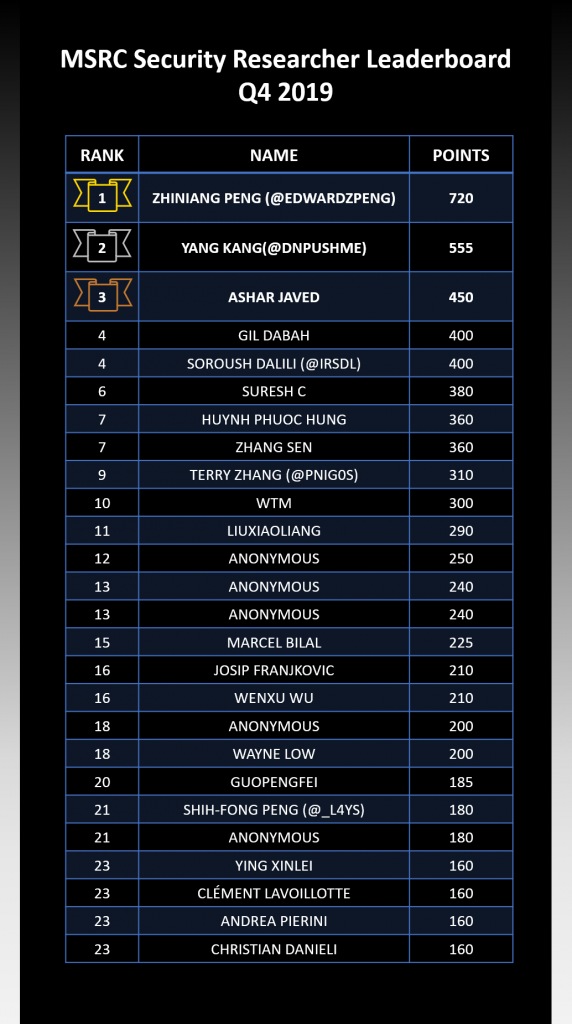 MSRC Security Researcher Leaderboard
Q4 2019
RANK NAME POINTS
1 ZHINIANG PENG (@EDWARDZPENG) 720
2 YANG KANG(@DNPUSHME) 555
3 ASHAR JAVED 450
4 GIL DABAH 400
4 SOROUSH DALILI (@IRSDL) 400
6 SURESH C 380
7 HUYNH PHUOC HUNG 360
7 ZHANG SEN 360
9 TERRY ZHANG (@PNIG0S) 310
10 WTM 300
11 LIUXIAOLIANG 290
12 ANONYMOUS 250
13 ANONYMOUS 240
13 ANONYMOUS 240
15 MARCEL BILAL 225
16 JOSIP FRANJKOVIC 210
16 WENXU WU 210
18 ANONYMOUS 200
18 WAYNE LOW 200
20 GUOPENGFEI 185
21 SHIH-FONG PENG (@_L4YS) 180
21 ANONYMOUS 180
23 YING XINLEI 160
23 CLÉMENT LAVOILLOTTE 160
23 ANDREA PIERINI 160
23 CHRISTIAN DANIELI 160